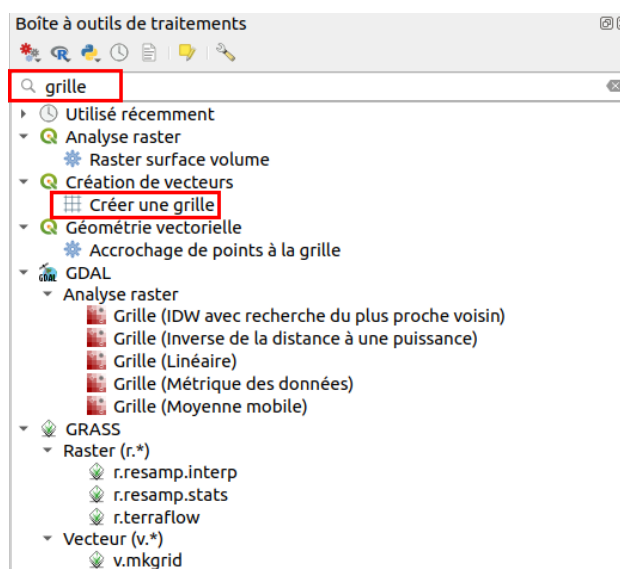 Boîte à outils de traitements
grille
Utilisé récemment
Analyse raster
Raster surface volume
Création de vecteurs
Créer une grille
Géométrie vectorielle
Accrochage de points à la grille
GDAL
Analyse raster
Grille (IDW avec recherche du plus proche voisin)
Grille (Inverse de la distance à une puissance)
Grille (Linéaire)
Grille (Métrique des données)
Grille (Moyenne mobile)
GRASS
Raster (r.*)
r.resamp.interp
r.resamp.stats
r.terraflow
Vecteur (v.*)
v.mkgrid